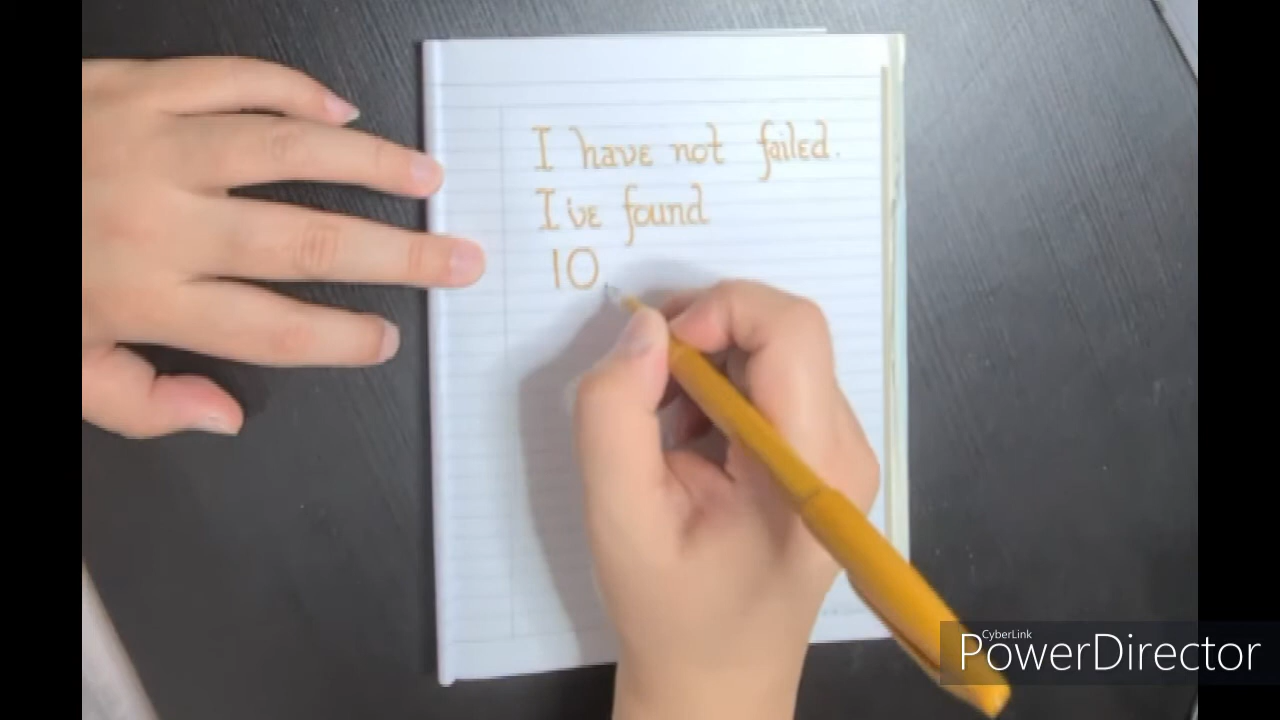 I have not failed.
I've found
10,
CyberLink
PowerDirector